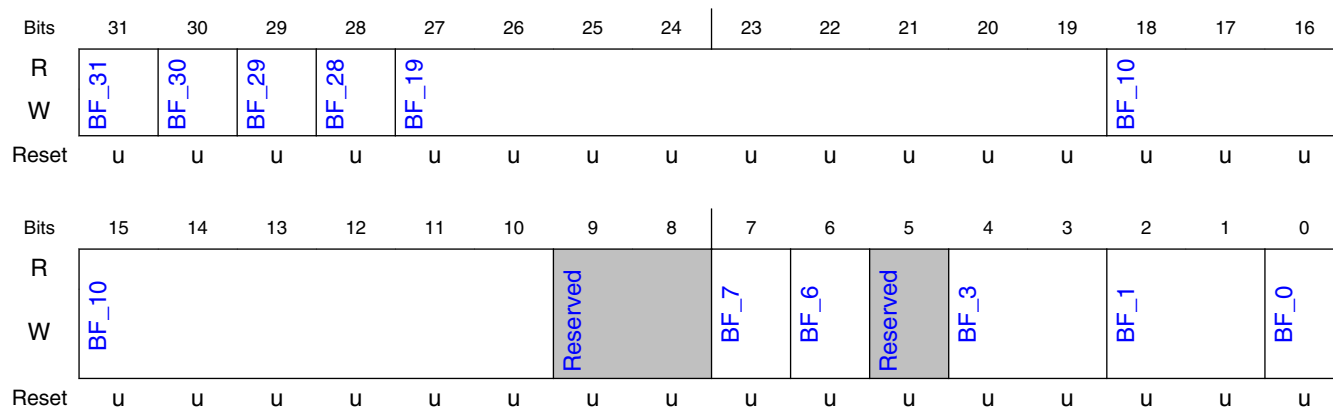 Bits 31 30 29 28 27 26 25 24 23 22 21 20 19 18 17 16
R
W
BF_31 BF_30 BF_29 BF_28 BF_19 BF_10
Reset u u u u u u u u u u u u u u u u
Bits 15 14 13 12 11 10 9 8 7 6 5 4 3 2 1 0
R
W
BF_10 Reserved BF_7 BF_6 Reserved BF_3 BF_1 BF_0
Reset u u u u u u u u u u u u u u u u